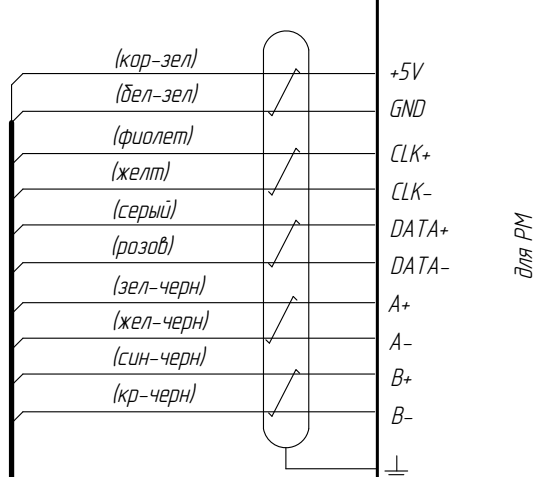 (кор-зел) +5V
(бел-зел) GND
(фиолет) CLK+
(желт) CLK-
(серый) DATA+
(розов) DATA-
(зел-черн) A+
(жел-черн) A-
(син-черн) B+
(кр-черн) B-
для РМ